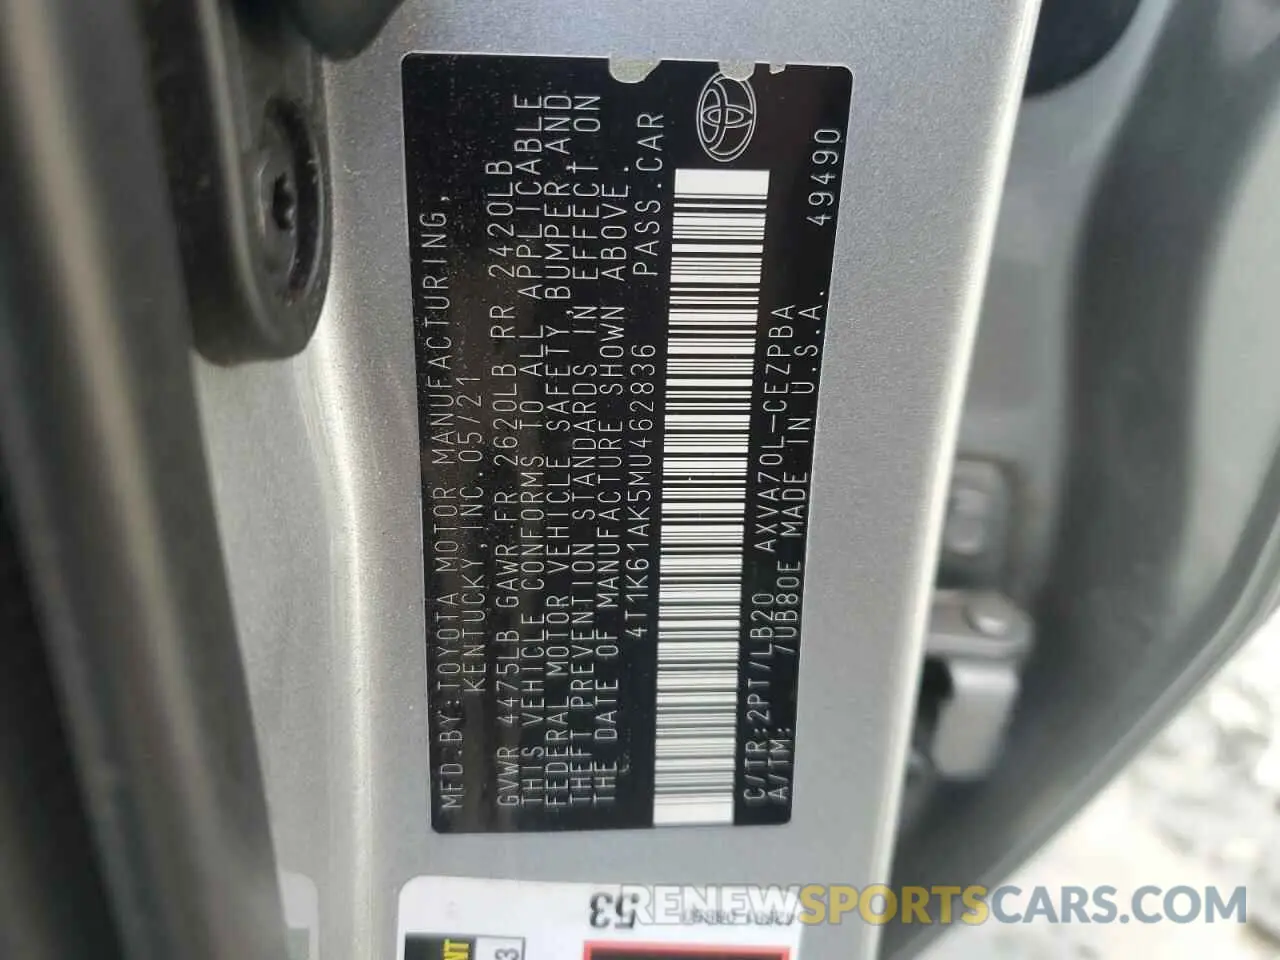 MFD.BY:TOYOTA MOTOR MANUFACTURING,
KENTUCKY,INC. 05/21
GVWR 4475LB GAWR FR 2620LB RR 2420LB
THIS VEHICLE CONFORMS TO ALL APPLICABLE
FEDERAL MOTOR VEHICLE SAFETY,BUMPER,AND
THEFT PREVENTION STANDARDS IN EFFECT ON
THE DATE OF MANUFACTURE SHOWN ABOVE.
4T1K61AK5MU462836 PASS.CAR
C/TR:2PT/LB20 AXVA70L-CEZPBA
A/TM: 7UB80E MADE IN U.S.A. 49490
53
RENEWSPORTSCARS.COM